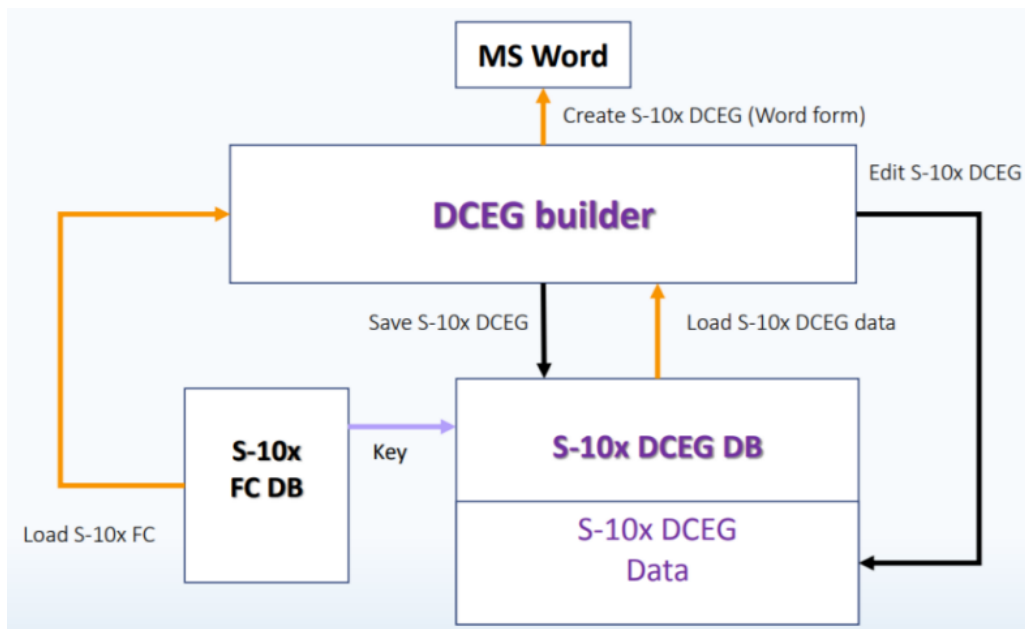 MS Word
Create S-10x DCEG (Word form)
Edit S-10x DCEG
DCEG builder
Save S-10x DCEG
Load S-10x DCEG data
S-10x
FC DB
Key
S-10x DCEG DB
Load S-10x FC
S-10x DCEG
Data